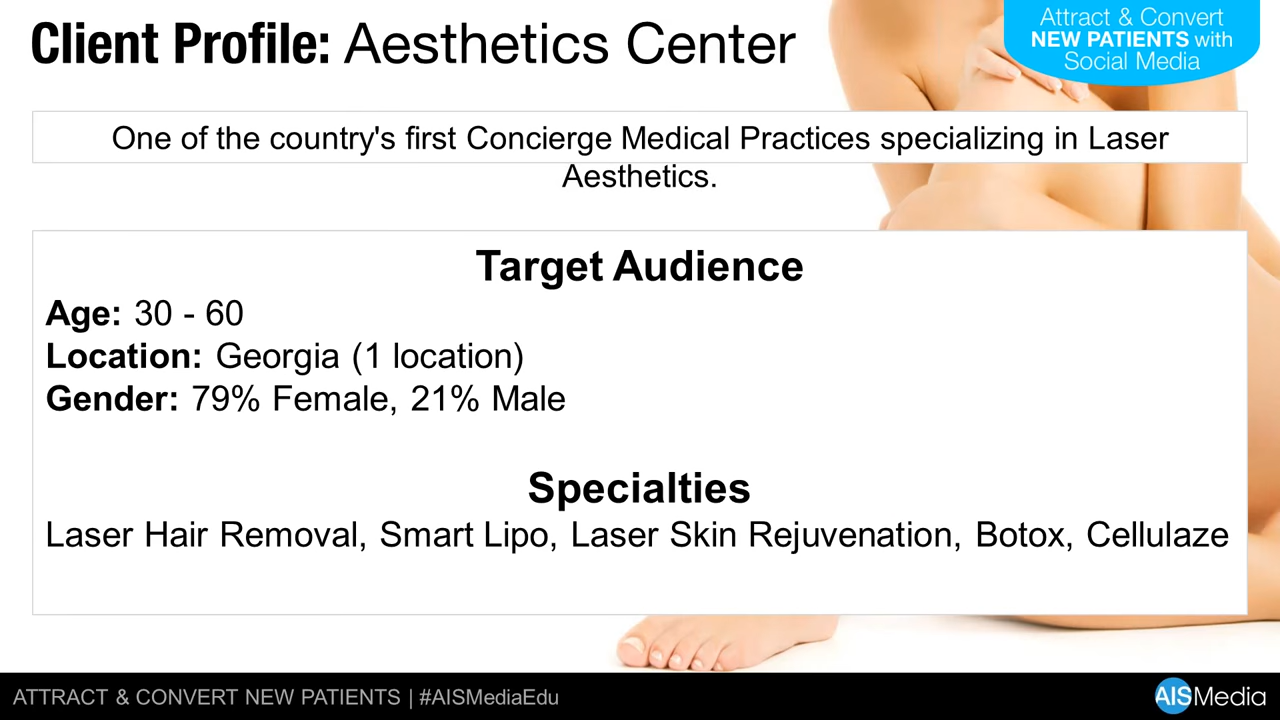 Client Profile: Aesthetics Center
Attract & Convert
NEW PATIENTS with
Social Media
One of the country's first Concierge Medical Practices specializing in Laser
Aesthetics.
Target Audience
Age: 30 - 60
Location: Georgia (1 location)
Gender: 79% Female, 21% Male
Specialties
Laser Hair Removal, Smart Lipo, Laser Skin Rejuvenation, Botox, Cellulaze
ATTRACT & CONVERT NEW PATIENTS | #AISMediaEdu
AISMedia